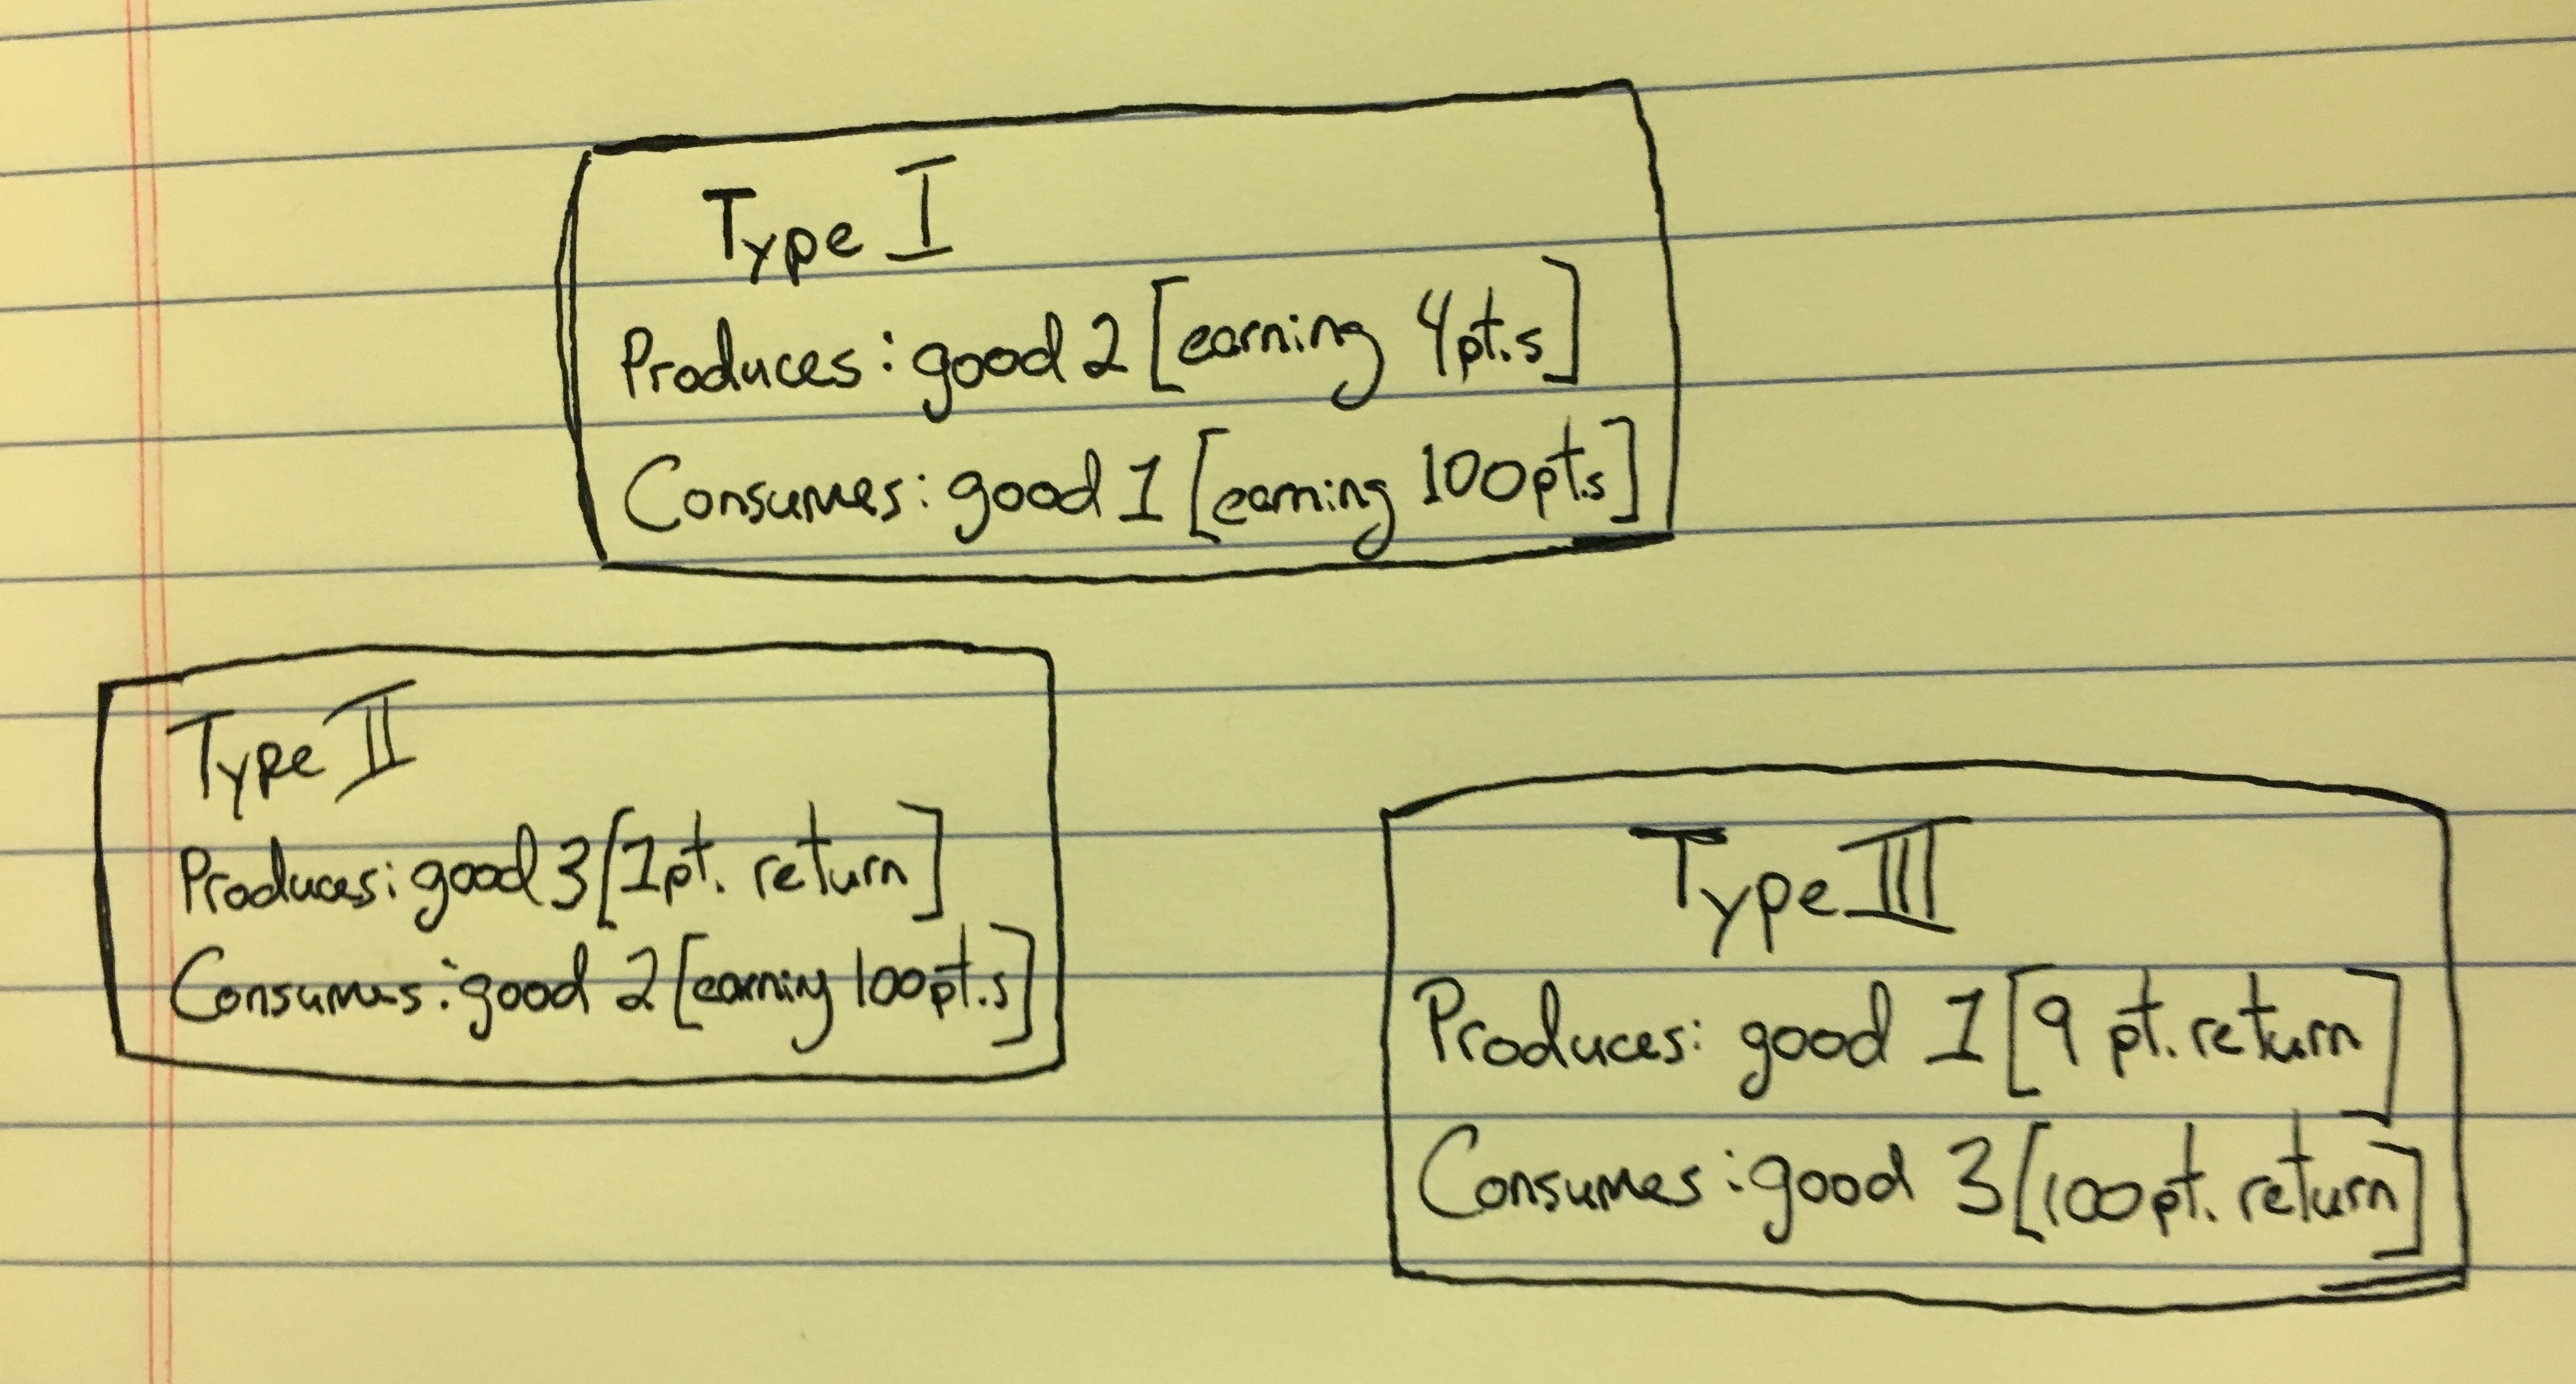 Type I
Produces: good 2 [earning 4pt.s]
Consumes: good 1 [earning 100pt.s]
Type II
Produces: good 3 [1pt. return]
Consumes: good 2 [earning 100pt.s]
Type III
Produces: good 1 [9 pt. return]
Consumes: good 3 [100pt. return]